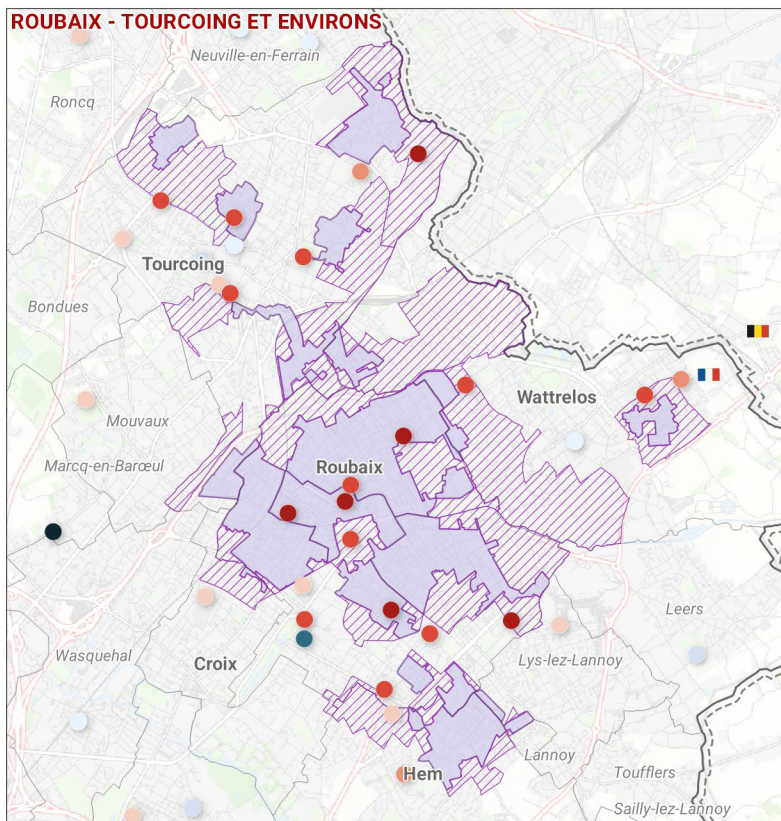 ROUBAIX - TOURCOING ET ENVIRONS
Neuville-en-Ferrain
Roncq
Tourcoing
Bondues
Wattrelos
Mouvaux
Marcq-en-Barœul
Roubaix
Leers
Wasquehal
Croix
Lys-lez-Lannoy
Lannoy
Hem
Toufflers
Sailly-lez-Lannoy